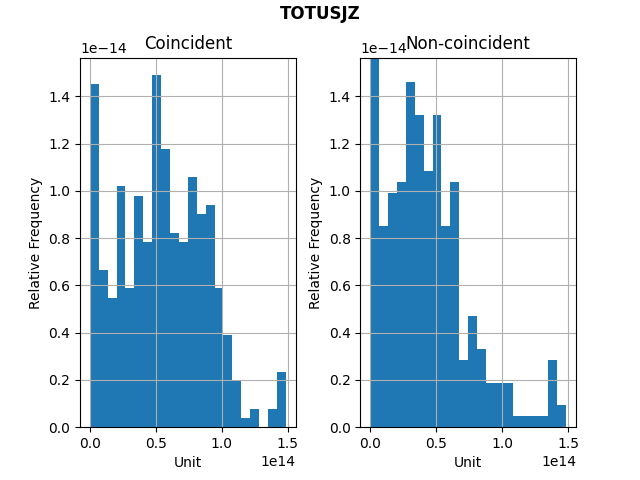 TOTUSJZ
1e−14
Coincident
1.4
1.2
1.0
0.8
0.6
0.4
0.2
0.0
Relative Frequency
0.0 0.5 1.0 1.5
1e14
Unit
1e−14
Non-coincident
1.4
1.2
1.0
0.8
0.6
0.4
0.2
0.0
Relative Frequency
0.0 0.5 1.0 1.5
1e14
Unit